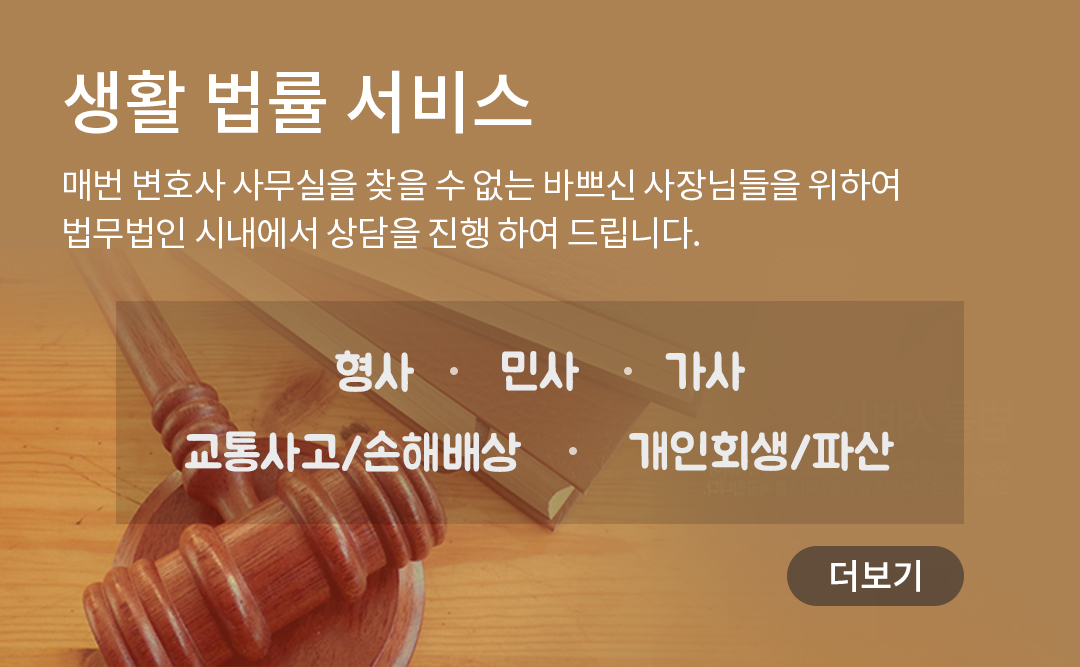 생활 법률 서비스
매번 변호사 사무실을 찾을 수 없는 바쁘신 사장님들을 위하여
법무법인 시내에서 상담을 진행 하여 드립니다.
형사 · 민사 · 가사
교통사고/손해배상 · 개인회생/파산
더보기